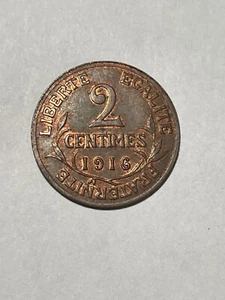 LIBERTE EGALITE
2
CENTIMES
1916
FRATERNITE